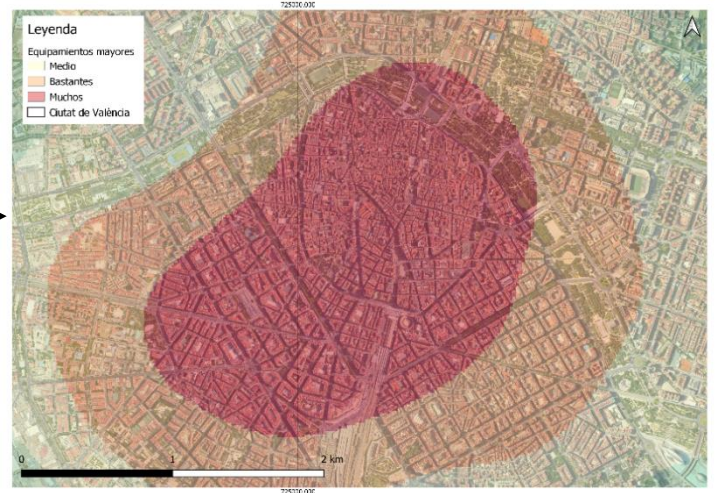 725000.000
Leyenda
Equipamientos mayores
Medio
Bastantes
Muchos
Ciutat de València
0 1 2 km
725000.000